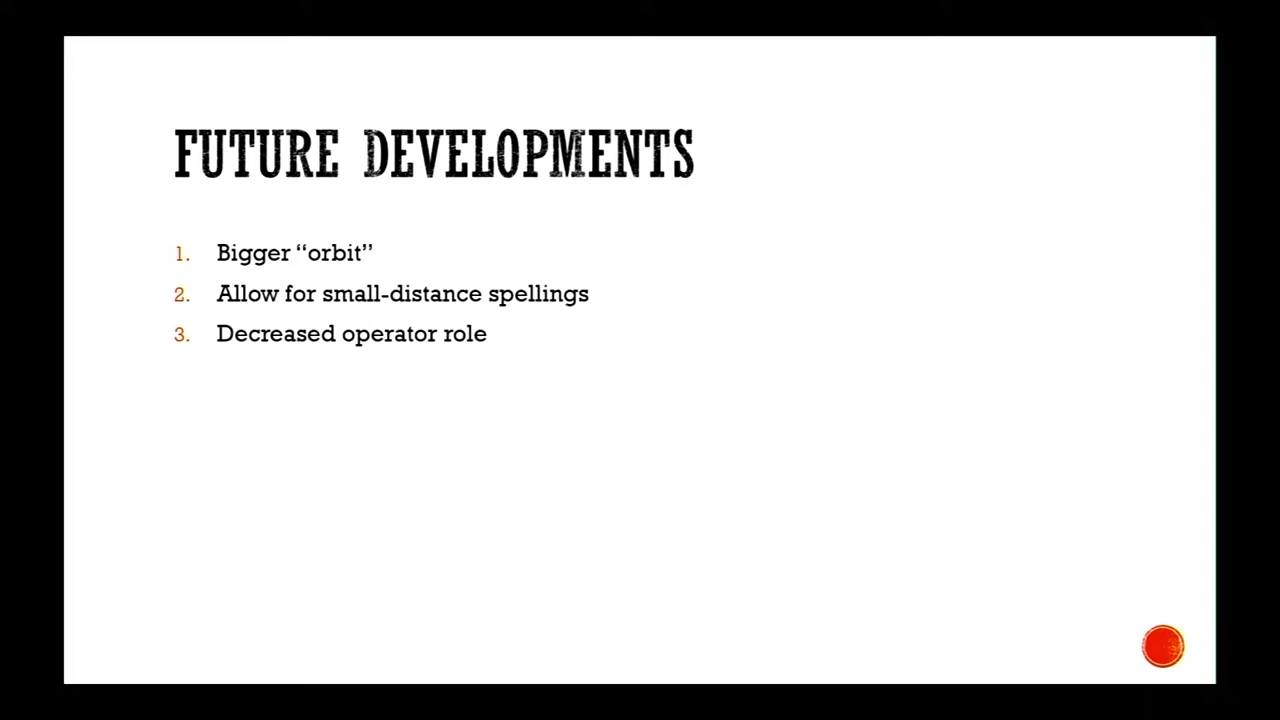 FUTURE DEVELOPMENTS
1. Bigger “orbit”
2. Allow for small-distance spellings
3. Decreased operator role